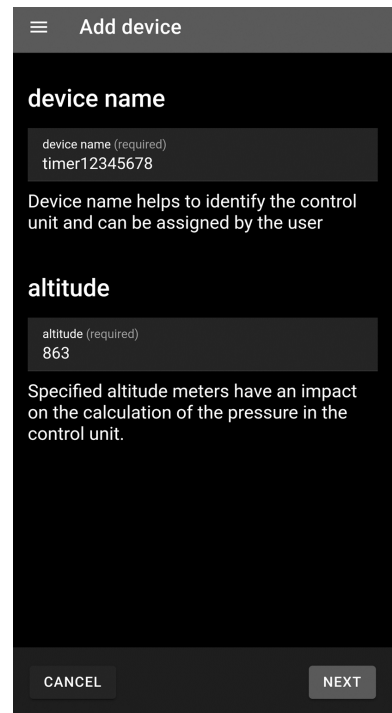 Add device
device name
device name (required)
timer12345678
Device name helps to identify the control
unit and can be assigned by the user
altitude
altitude (required)
863
Specified altitude meters have an impact
on the calculation of the pressure in the
control unit.
CANCEL
NEXT